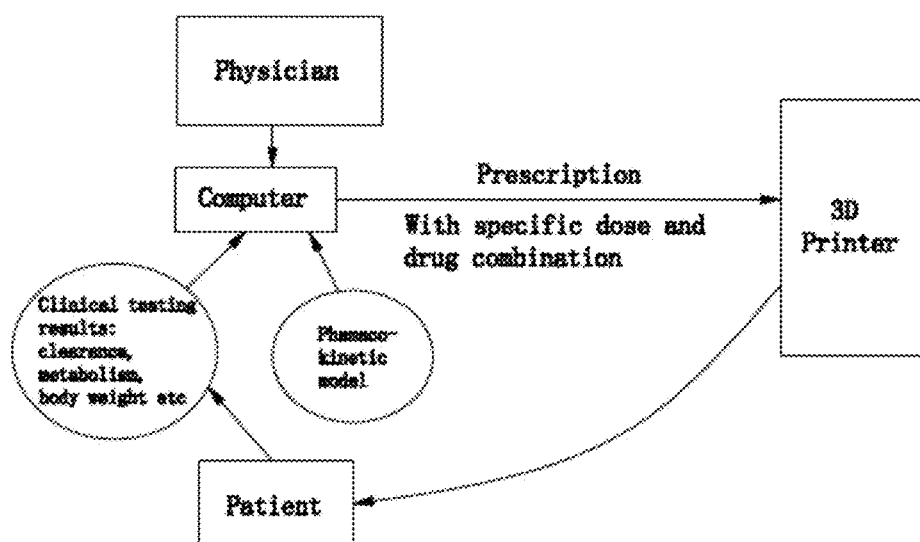 Physician
Computer
Prescription
With specific dose and
drug combination
3D
Printer
Clinical testing
results:
clearance,
metabolism,
body weight etc
Phamaco-
kinetic
model
Patient